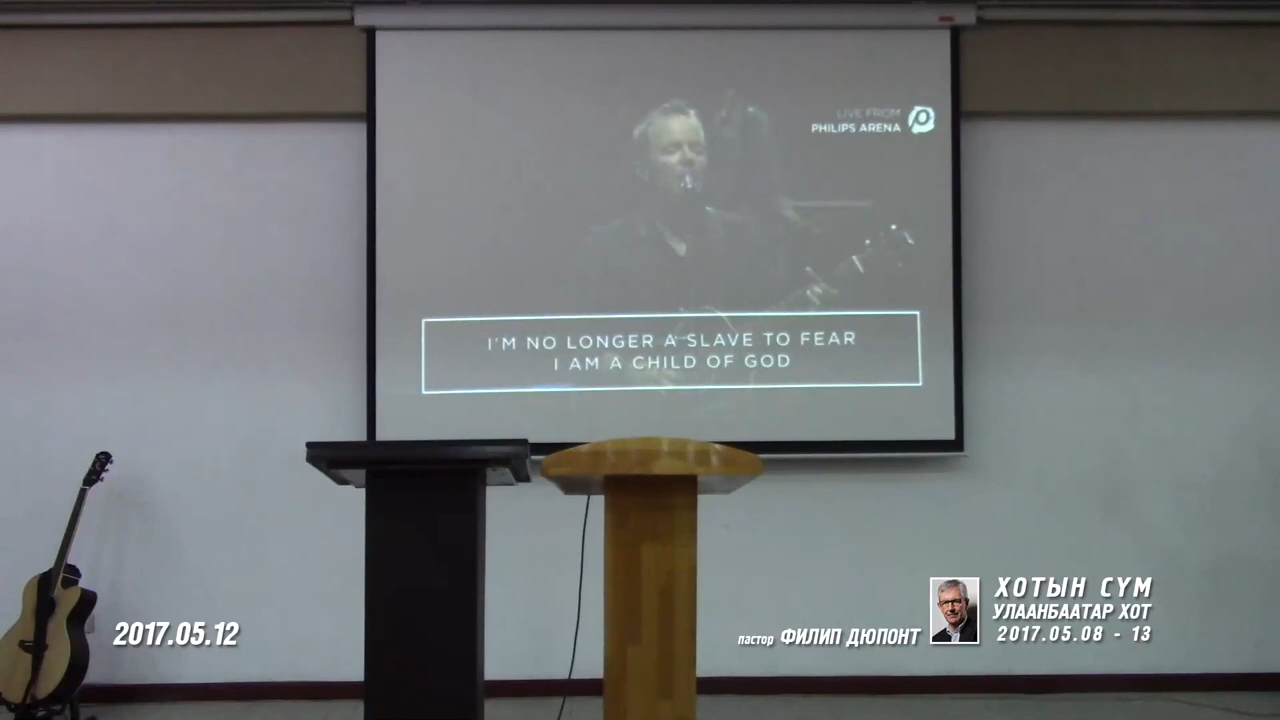 LIVE FROM
PHILIPS ARENA
I'M NO LONGER A SLAVE TO FEAR
I AM A CHILD OF GOD
2017.05.12
пастор ФИЛИП ДЮПОНТ
ХОТЫН СҮМ
УЛААНБААТАР ХОТ
2017.05.08 - 13